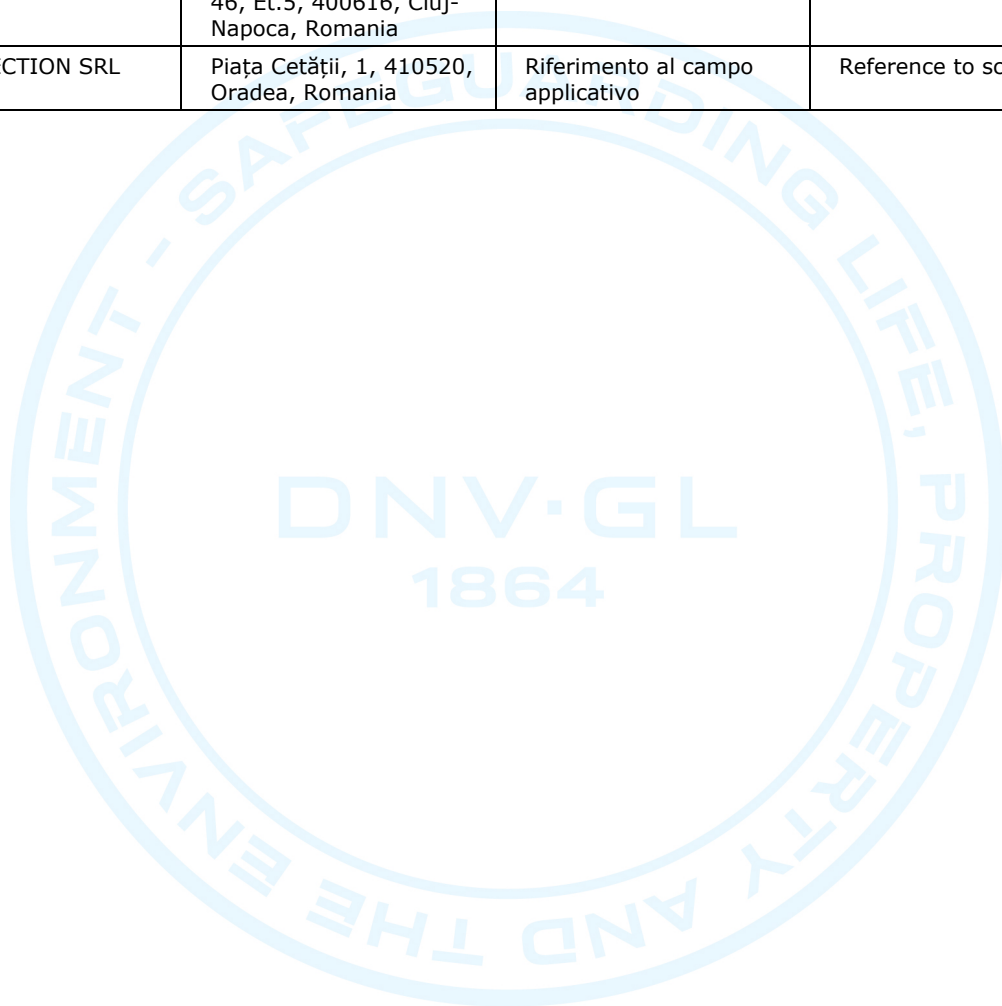 46, Et.5, 400616, Cluj-
Napoca, Romania
ECTION SRL
Piața Cetății, 1, 410520,
Oradea, Romania
Riferimento al campo
applicativo
Reference to sc
SAFEGUARDING LIFE, PROPERTY AND THE ENVIRONMENT -
DNV·GL
1864